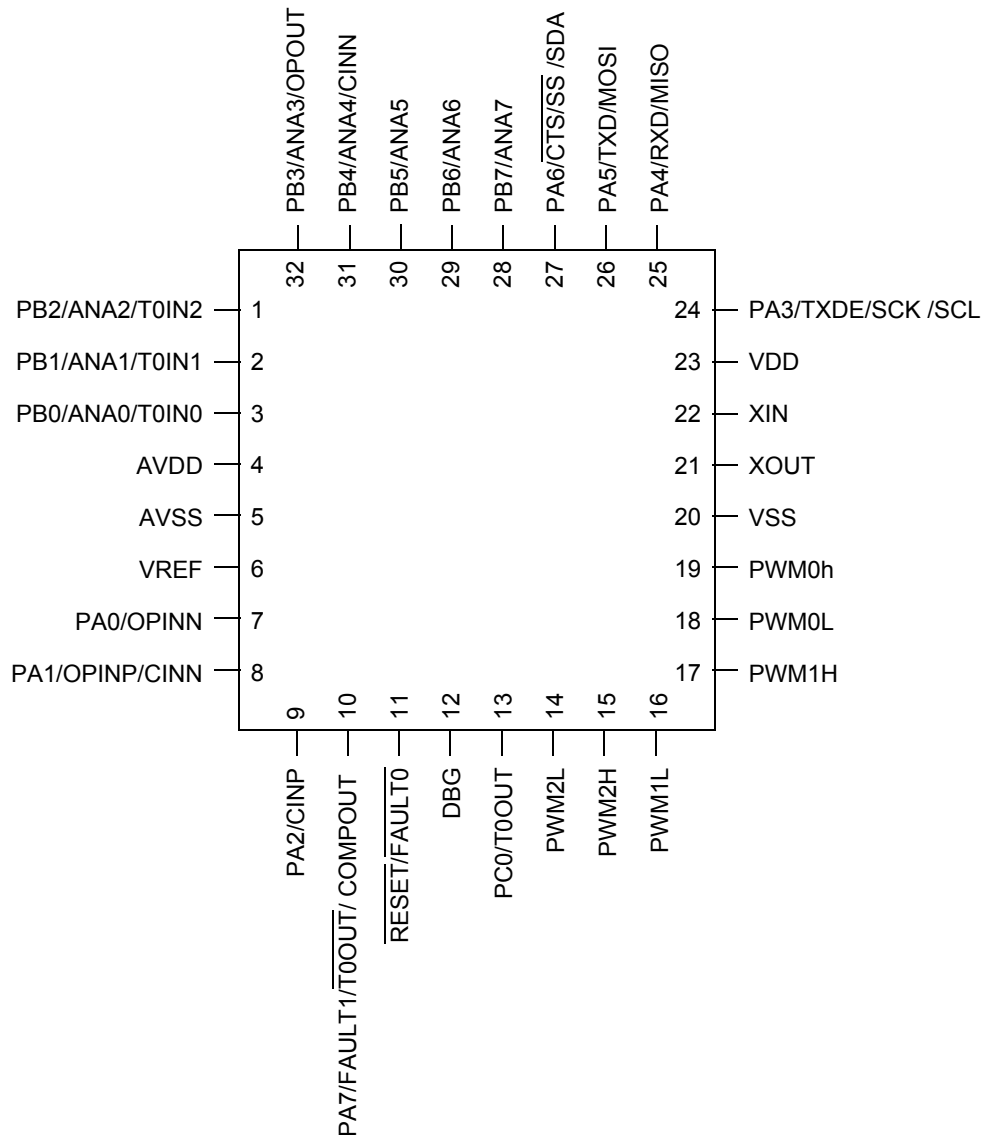 PB3/ANA3/OPOUT
PB4/ANA4/CINN
PB5/ANA5
PB6/ANA6
PB7/ANA7
PA6/CTS/SS /SDA
PA5/TXD/MOSI
PA4/RXD/MISO
32 31 30 29 28 27 26 25
PB2/ANA2/T0IN2 1
PB1/ANA1/T0IN1 2
PB0/ANA0/T0IN0 3
AVDD 4
AVSS 5
VREF 6
PA0/OPINN 7
PA1/OPINP/CINN 8
24 PA3/TXDE/SCK /SCL
23 VDD
22 XIN
21 XOUT
20 VSS
19 PWM0h
18 PWM0L
17 PWM1H
9 10 11 12 13 14 15 16
PA2/CINP
PA7/FAULT1/T0OUT/ COMPOUT
RESET/FAULT0
DBG
PC0/T0OUT
PWM2L
PWM2H
PWM1L